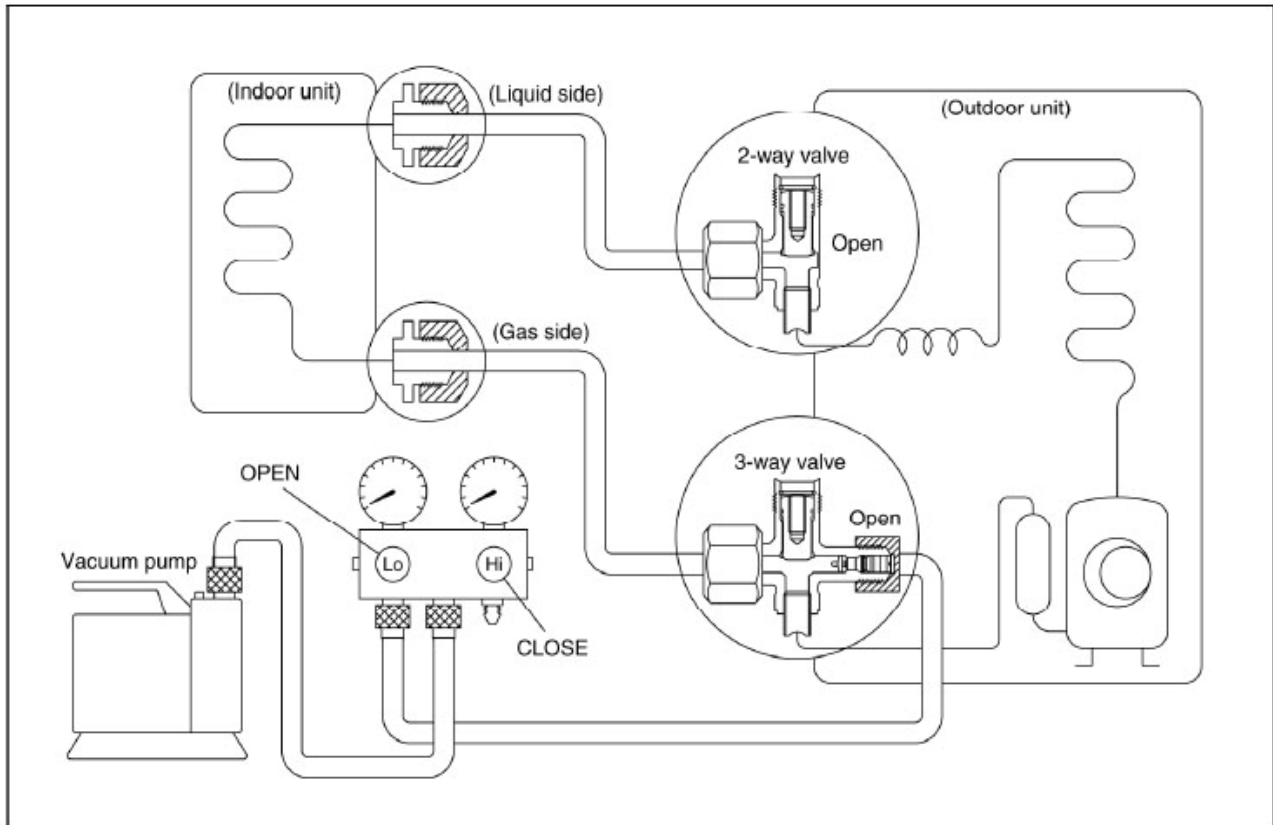 (Indoor unit)
(Liquid side)
(Outdoor unit)
2-way valve
Open
(Gas side)
3-way valve
Open
OPEN
Lo
Hi
Vacuum pump
CLOSE